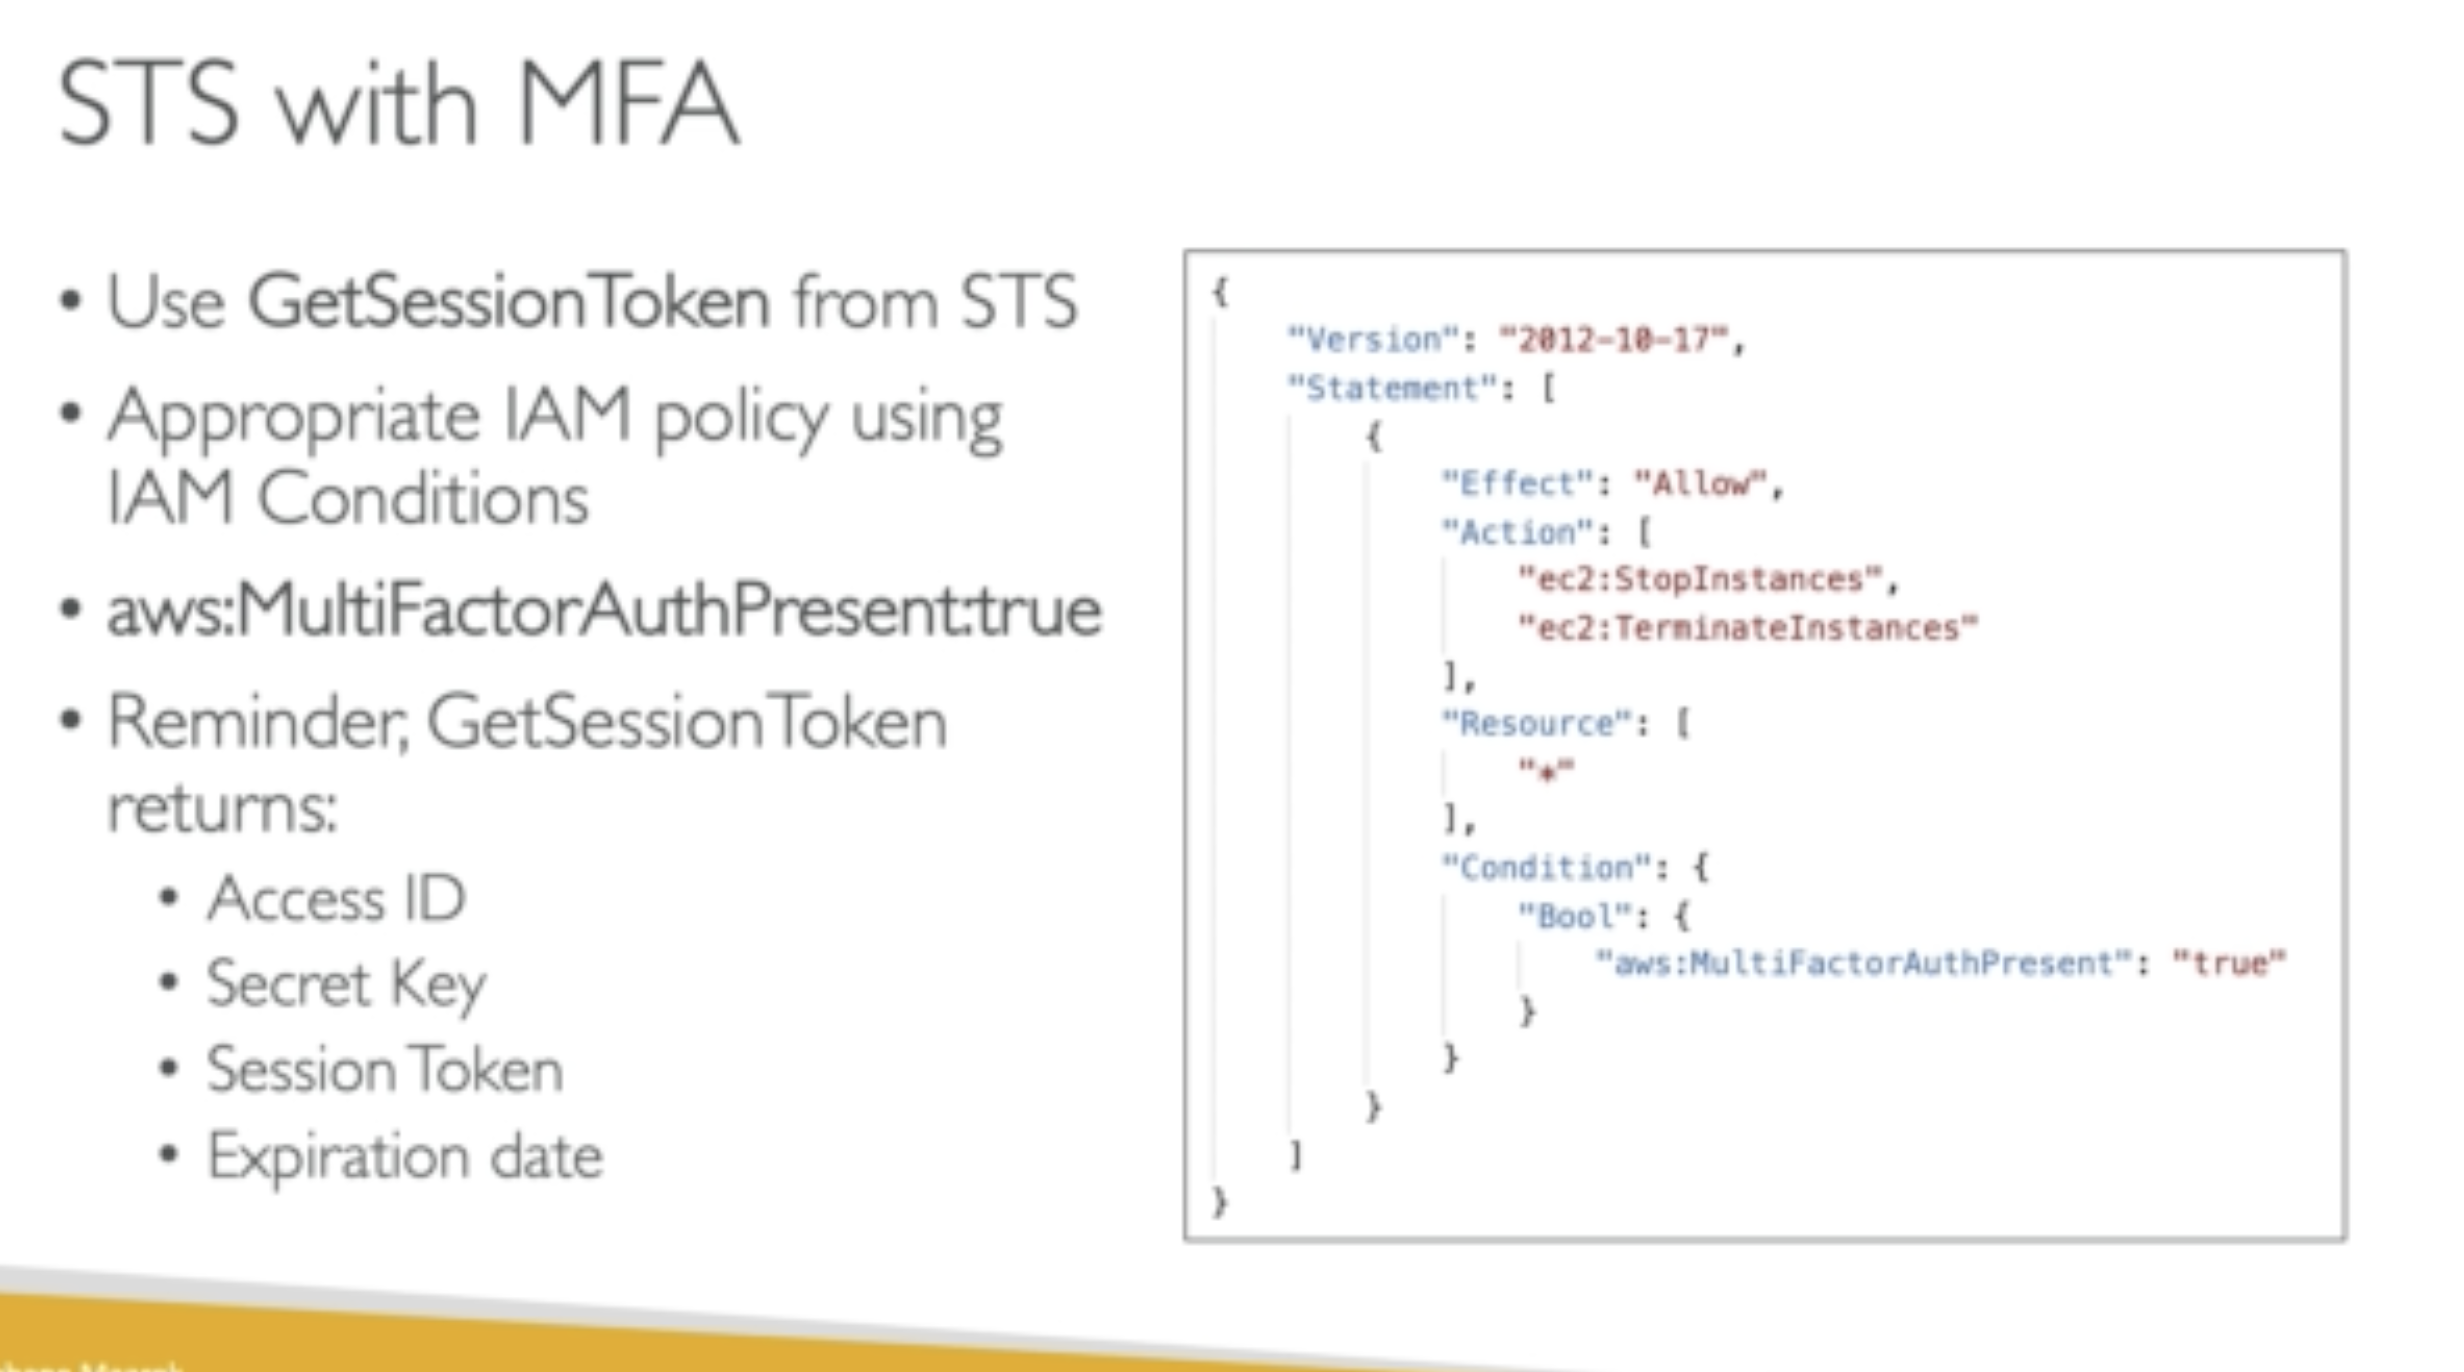 STS with MFA
• Use GetSessionToken from STS
• Appropriate IAM policy using
IAM Conditions
• aws:MultiFactorAuthPresent:true
• Reminder, GetSessionToken
returns:
• Access ID
• Secret Key
• Session Token
• Expiration date
{
"Version": "2012-10-17",
"Statement": [
{
"Effect": "Allow",
"Action": [
"ec2:StopInstances",
"ec2:TerminateInstances"
],
"Resource": [
"*"
],
"Condition": {
"Bool": {
"aws:MultiFactorAuthPresent": "true"
}
}
}
]
}